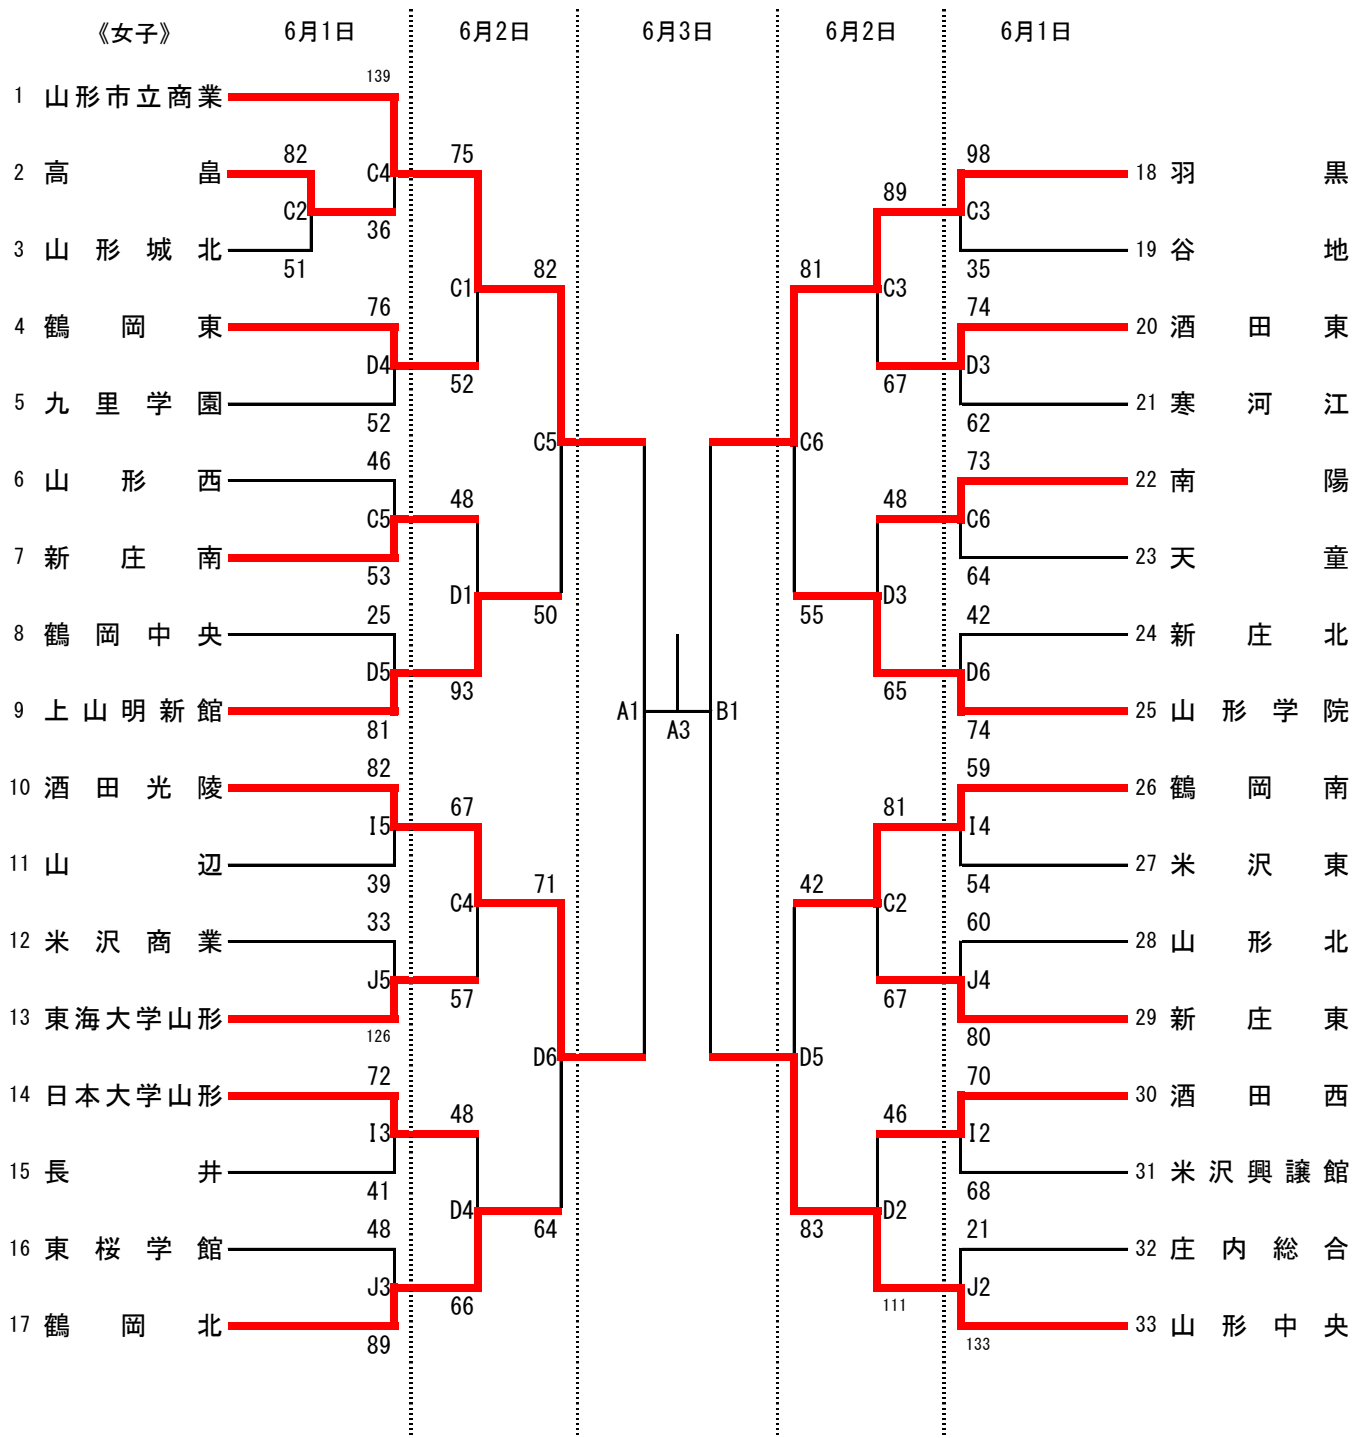 《女子》 6月1日 6月2日 6月3日 6月2日 6月1日
139
1 山形市立商業
82 75 98
2 高畠 C4 18 羽黒
89
C2 C3
36
3 山形城北 19 谷地
51 82 81 35
C1 C3
76 74
4 鶴岡東 20 酒田東
D4 D3
52 67
5 九里学園 21 寒河江
52 62
C5 C6
46 73
6 山形西 22 南陽
48 48
C5 C6
7 新庄南 23 天童
53 64
D1 D3
25 50 55 42
8 鶴岡中央 24 新庄北
D5 D6
93 65
9 上山明新館 A1 B1 25 山形学院
81 A3 74
82 59
10 酒田光陵 26 鶴岡南
67 81
I5 I4
11 山辺 27 米沢東
39 71 42 54
C4 C2
33 60
12 米沢商業 28 山形北
J5 J4
57 67
13 東海大学山形 29 新庄東
126 80
D6 D5
72 70
14 日本大学山形 30 酒田西
48 46
I3 I2
15 長井 31 米沢興譲館
41 68
D4 D2
48 64 83 21
16 東桜学館 32 庄内総合
J3 J2
66 111
17 鶴岡北 33 山形中央
89 133